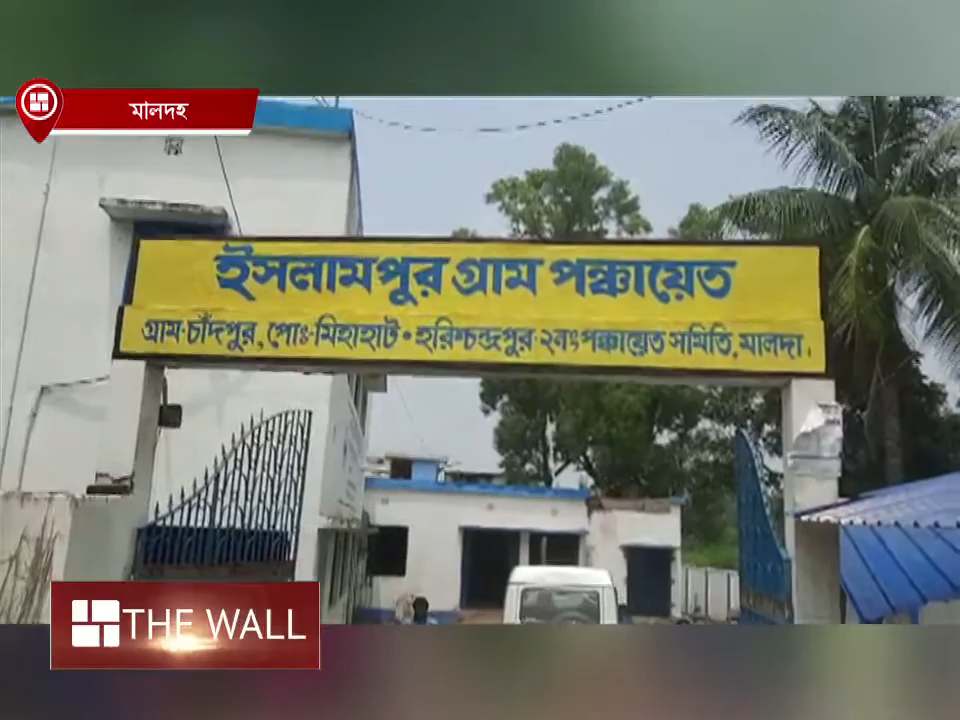 মালদহ
ইসলামপুর গ্রাম পঞ্চায়েত
গ্রাম-চাঁদপুর, পোঃ-মিহাহাট • হরিশ্চন্দ্রপুর ২নং পঞ্চায়েত সমিতি, মালদা।
THE WALL